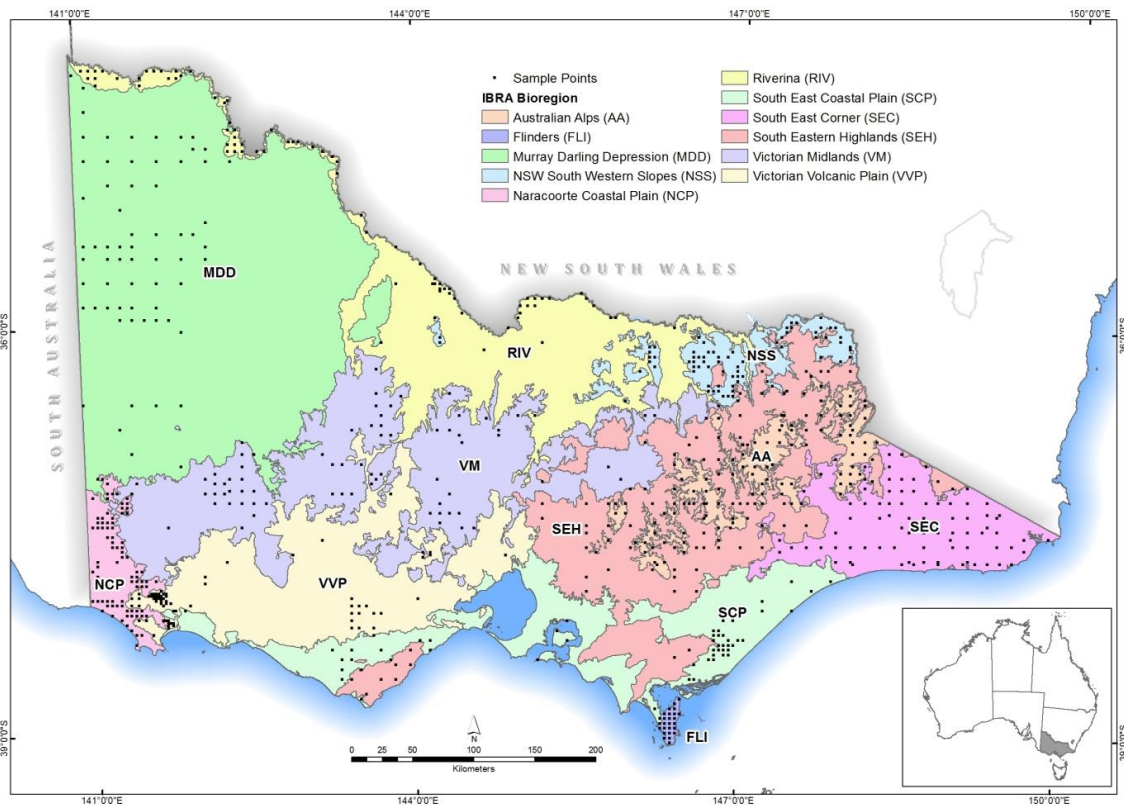 141°0'0"E
144°0'0"E
147°0'0"E
150°0'0"E
Sample Points
IBRA Bioregion
Australian Alps (AA)
Flinders (FLI)
Murray Darling Depression (MDD)
NSW South Western Slopes (NSS)
Naracoorte Coastal Plain (NCP)
Riverina (RIV)
South East Coastal Plain (SCP)
South East Corner (SEC)
South Eastern Highlands (SEH)
Victorian Midlands (VM)
Victorian Volcanic Plain (VVP)
SOUTH AUSTRALIA
NEW SOUTH WALES
MDD
36°0'0"S
36°0'0"S
RIV
NSS
VM
AA
SEH
SEC
NCP
VVP
SCP
FLI
39°0'0"S
39°0'0"S
N
0 25 50 100 150 200
Kilometers
141°0'0"E
144°0'0"E
147°0'0"E
150°0'0"E